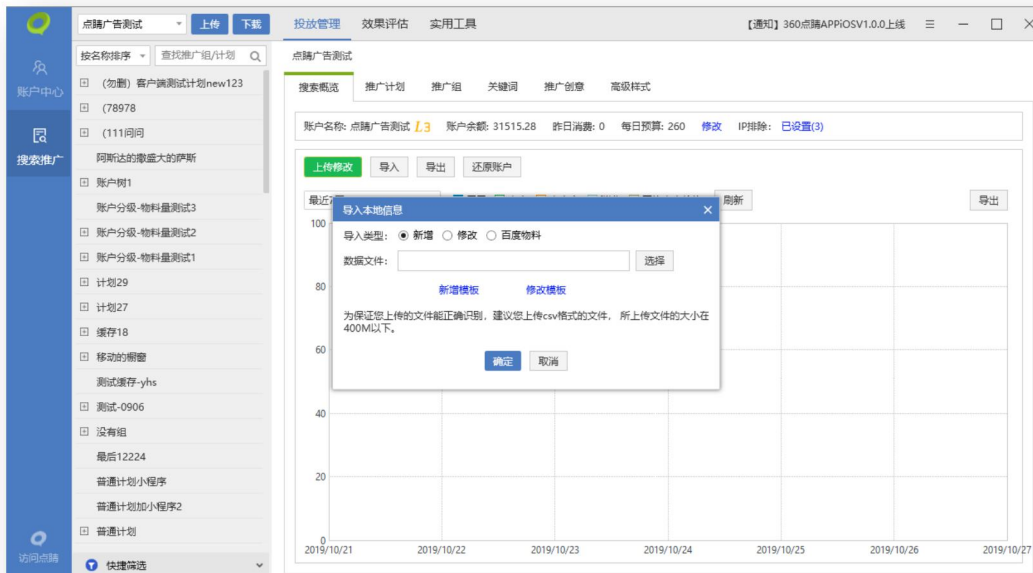 点睛广告测试
上传
下载
投放管理
效果评估
实用工具
【通知】360点睛APPiOSV1.0.0上线
账户中心
搜索推广
访问点睛
按名称排序
查找推广组/计划
(勿删) 客户端测试计划new123
(78978
(111问问
阿斯达的撒盛大的萨斯
账户树1
账户分级-物料量测试3
账户分级-物料量测试2
账户分级-物料量测试1
计划29
计划27
缓存18
移动的橱窗
测试缓存-yhs
测试-0906
没有组
最后12224
普通计划小程序
普通计划加小程序2
普通计划
快捷筛选
点睛广告测试
搜索概览
推广计划
推广组
关键词
推广创意
高级样式
账户名称: 点睛广告测试 L3 账户余额: 31515.28 昨日消费: 0 每日预算: 260 修改 IP排除: 已设置(3)
上传修改
导入
导出
还原账户
最近7
刷新
导出
导入本地信息
导入类型: 新增 修改 百度物料
数据文件:
选择
新增模板
修改模板
为保证您上传的文件能正确识别, 建议您上传csv格式的文件, 所上传文件的大小在
400M以下。
确定
取消
100
80
60
40
20
0
2019/10/21
2019/10/22
2019/10/23
2019/10/24
2019/10/25
2019/10/26
2019/10/27